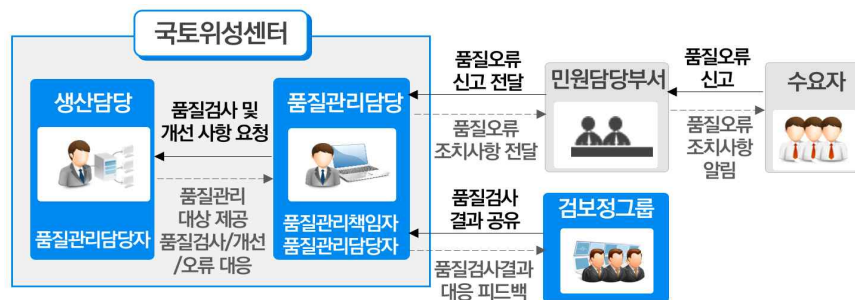 국토위성센터
생산담당
품질관리담당자
품질검사 및
개선 사항 요청
품질관리
대상 제공
품질검사/개선
/오류 대응
품질관리담당
품질관리책임자
품질관리담당자
품질오류
신고 전달
품질오류
조치사항 전달
민원담당부서
품질오류
신고
품질오류
조치사항
알림
수요자
품질검사
결과 공유
품질검사결과
대응 피드백
검보정그룹